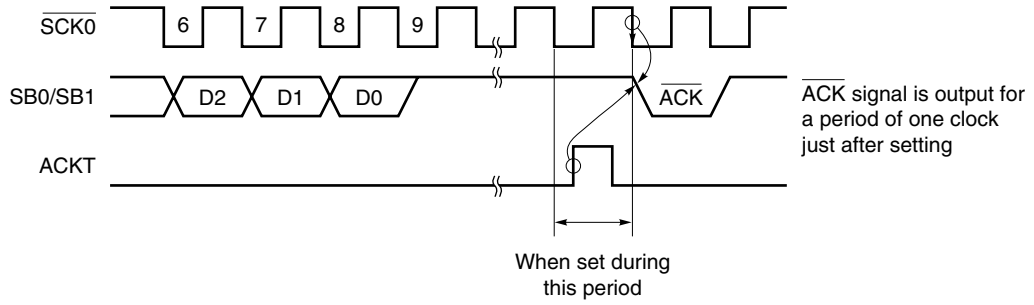 SCK0
6 7 8 9
SB0/SB1
D2 D1 D0
ACK
ACK signal is output for
a period of one clock
just after setting
ACKT
When set during
this period